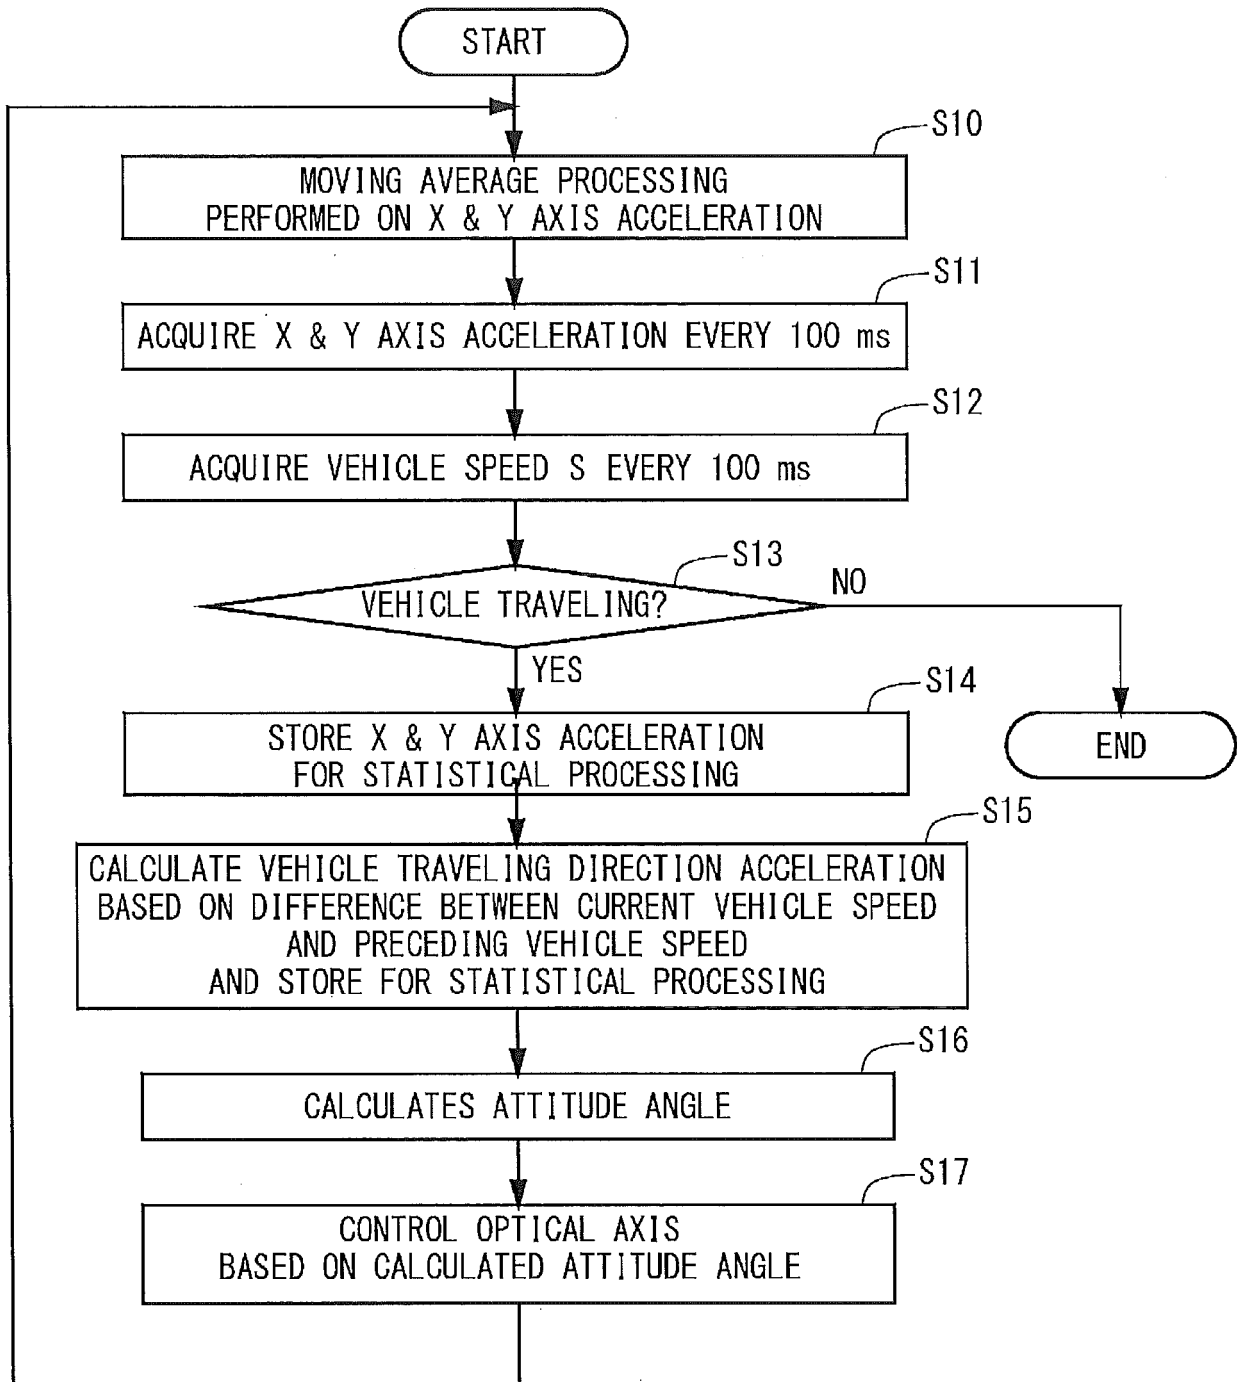 START
S10
MOVING AVERAGE PROCESSING
PERFORMED ON X & Y AXIS ACCELERATION
S11
ACQUIRE X & Y AXIS ACCELERATION EVERY 100 ms
S12
ACQUIRE VEHICLE SPEED S EVERY 100 ms
S13
VEHICLE TRAVELING?
NO
YES
S14
STORE X & Y AXIS ACCELERATION
FOR STATISTICAL PROCESSING
END
S15
CALCULATE VEHICLE TRAVELING DIRECTION ACCELERATION
BASED ON DIFFERENCE BETWEEN CURRENT VEHICLE SPEED
AND PRECEDING VEHICLE SPEED
AND STORE FOR STATISTICAL PROCESSING
S16
CALCULATES ATTITUDE ANGLE
S17
CONTROL OPTICAL AXIS
BASED ON CALCULATED ATTITUDE ANGLE